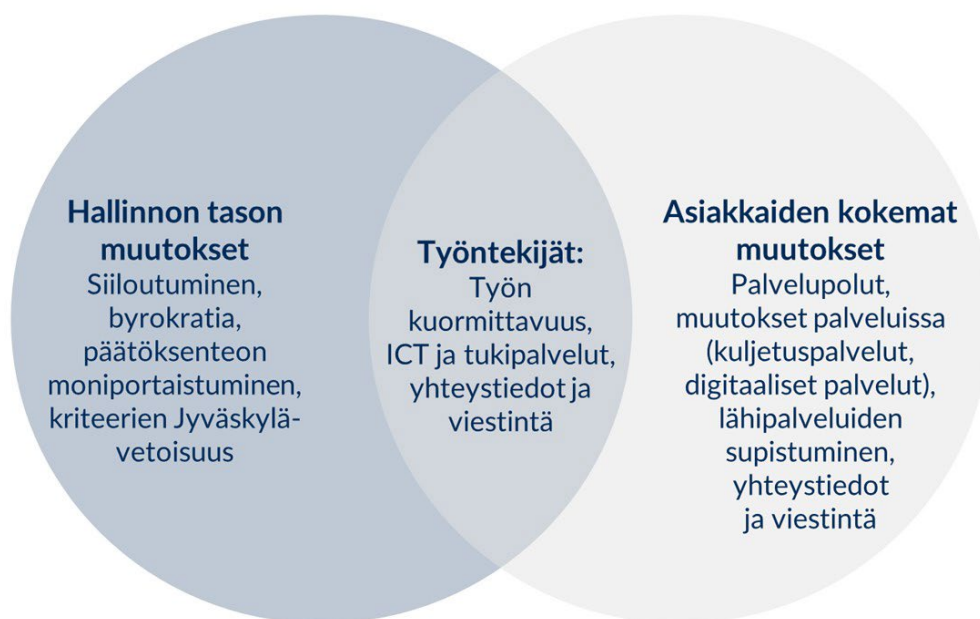 Hallinnon tason
muutokset
Siiloutuminen,
byrokratia,
päätöksenteon
moniportaistuminen,
kriteerien Jyväskylä-
vetoisuus
Työntekijät:
Työn
kuormittavuus,
ICT ja tukipalvelut,
yhteystiedot ja
viestintä
Asiakkaiden kokemat
muutokset
Palvelupolut,
muutokset palveluissa
(kuljetuspalvelut,
digitaaliset palvelut),
lähipalveluiden
supistuminen,
yhteystiedot
ja viestintä